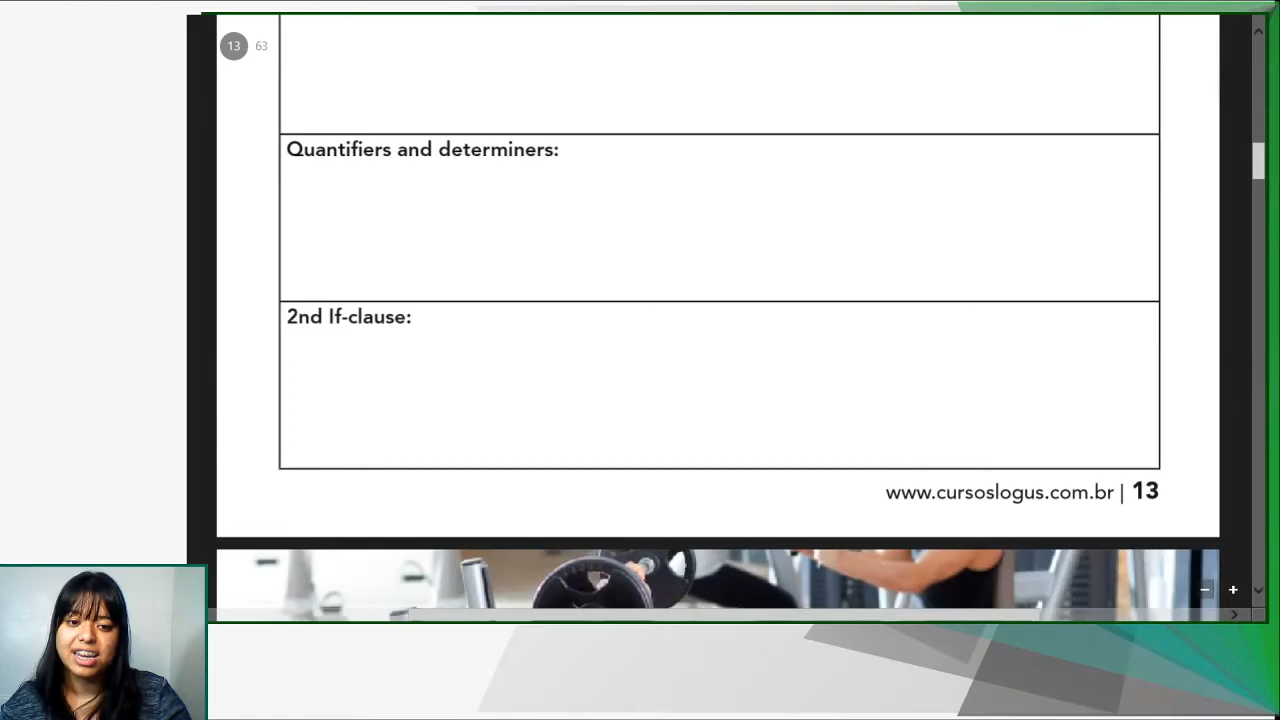 13 63
Quantifiers and determiners:
2nd If-clause:
www.cursoslogus.com.br | 13